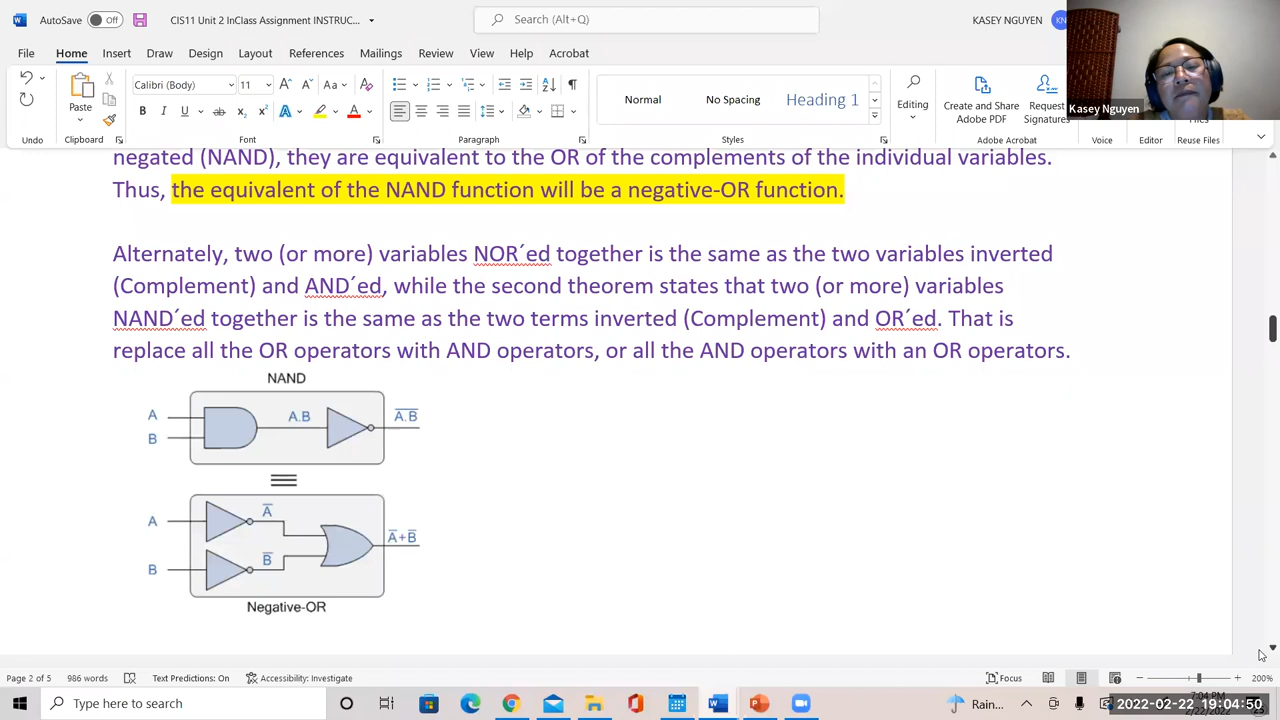 AutoSave Off CIS11 Unit 2 InClass Assignment INSTRUC... Search (Alt+Q) KASEY NGUYEN
File Home Insert Draw Design Layout References Mailings Review View Help Acrobat
Calibri (Body) 11 Aa
Paste
Normal No Spacing Heading 1
Editing
Create and Share Adobe PDF
Request Signatures
Kasey Nguyen
Undo Clipboard Font Paragraph Styles Adobe Acrobat Voice Editor Reuse Files
negated (NAND), they are equivalent to the OR of the complements of the individual variables.
Thus, the equivalent of the NAND function will be a negative-OR function.
Alternately, two (or more) variables NOR´ed together is the same as the two variables inverted
(Complement) and AND´ed, while the second theorem states that two (or more) variables
NAND´ed together is the same as the two terms inverted (Complement) and OR´ed. That is
replace all the OR operators with AND operators, or all the AND operators with an OR operators.
NAND
A A.B A̅.̅B̅
B
A A̅
A̅+B̅
B B̅
Negative-OR
Page 2 of 5 986 words Text Predictions: On Accessibility: Investigate Focus 200%
Type here to search Rain... 7:04 PM
2022-02-22 19:04:50